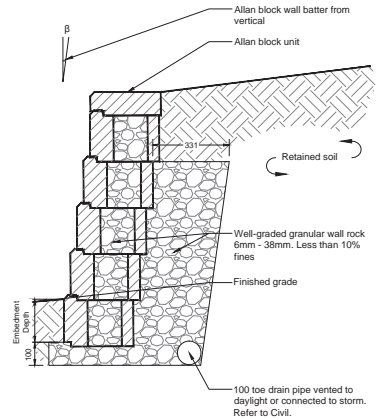 β
Allan block wall batter from
vertical
Allan block unit
331
Retained soil
Well-graded granular wall rock
6mm - 38mm. Less than 10%
fines
Finished grade
Embedment
Depth
100
100 toe drain pipe vented to
daylight or connected to storm.
Refer to Civil.